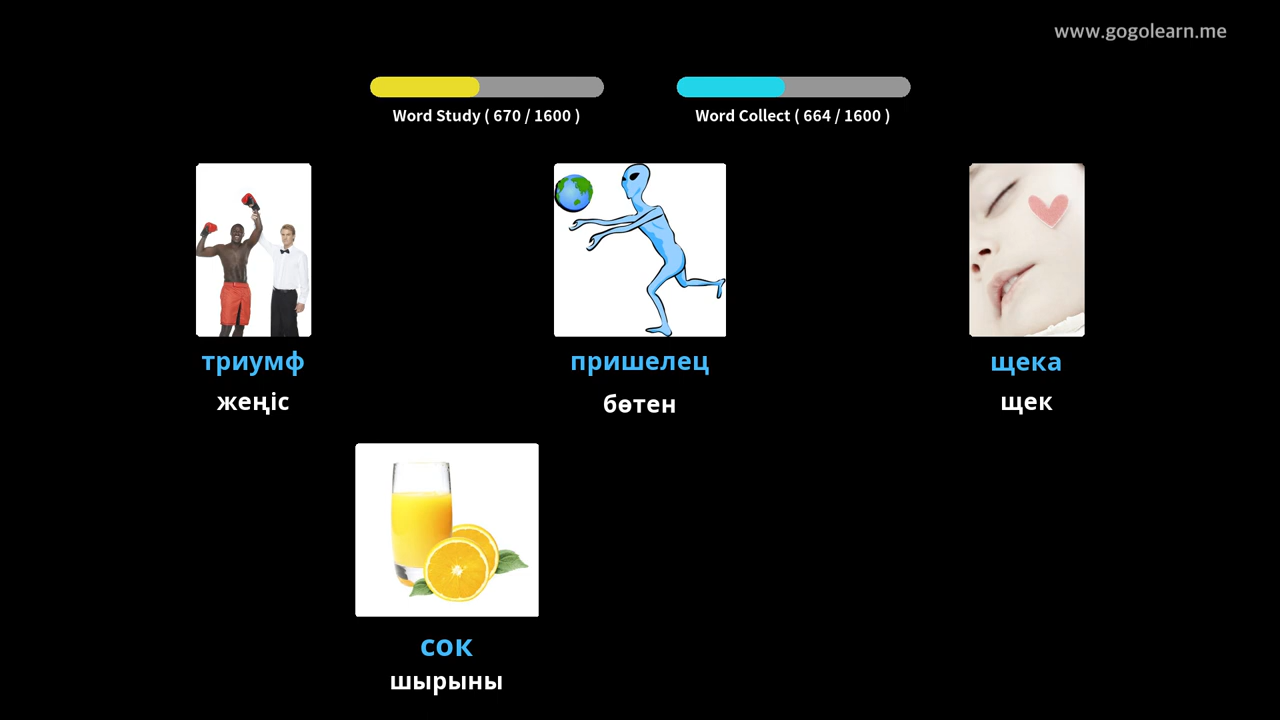 www.gogolearn.me
Word Study ( 670 / 1600 )
Word Collect ( 664 / 1600 )
триумф
пришелец
щека
жеңіс
бөтен
щек
сок
шырыны